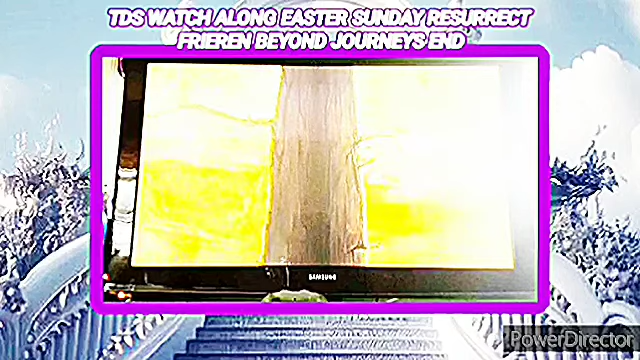 TDS WATCH ALONG EASTER SUNDAY RESURRECT
FRIEREN BEYOND JOURNEYS END
SAMSUNG
PowerDirector